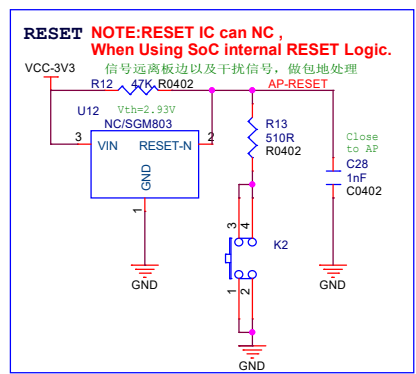 RESET NOTE:RESET IC can NC ,
When Using SoC internal RESET Logic.
信号远离板边以及干扰信号，做包地处理
VCC-3V3
R12 47K R0402 AP-RESET
U12 Vth=2.93V
NC/SGM803
3 VIN RESET-N 2
GND
1
R13
510R
R0402
Close
to AP
C28
1nF
C0402
3 4
K2
1 2
GND
GND
GND